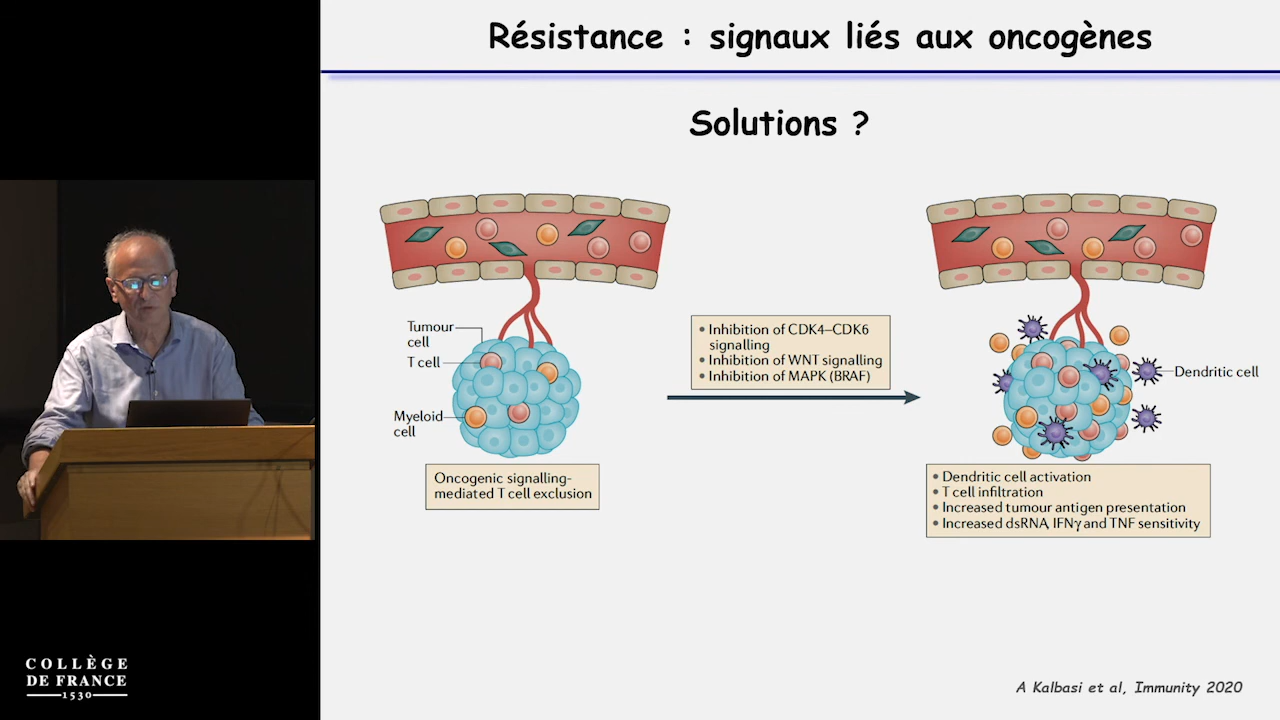 Résistance : signaux liés aux oncogènes
Solutions ?
Tumour
cell
T cell
Myeloid
cell
Oncogenic signalling-
mediated T cell exclusion
• Inhibition of CDK4–CDK6
signalling
• Inhibition of WNT signalling
• Inhibition of MAPK (BRAF)
Dendritic cell
• Dendritic cell activation
• T cell infiltration
• Increased tumour antigen presentation
• Increased dsRNA, IFNγ and TNF sensitivity
COLLÈGE
DE FRANCE
1530
A Kalbasi et al, Immunity 2020